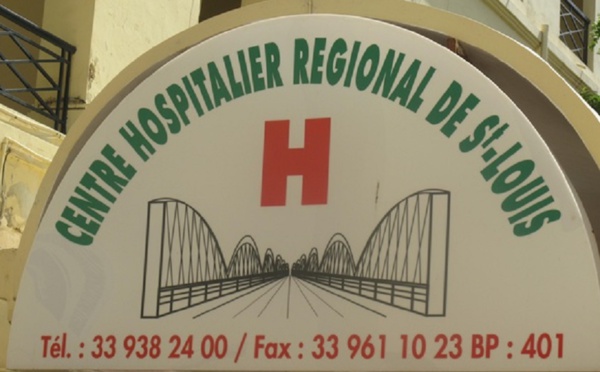 CENTRE HOSPITALIER REGIONAL DE St-LOUIS
H
Tél. : 33 938 24 00 / Fax : 33 961 10 23 BP : 401